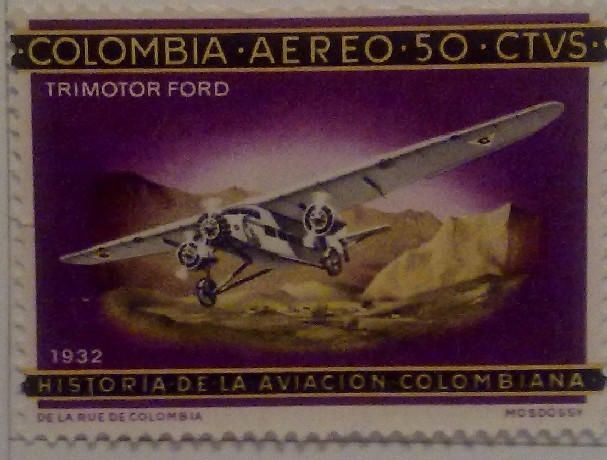 COLOMBIA · AEREO · 50 · CTVS ·
TRIMOTOR FORD
1932
HISTORIA·DE·LA AVIACION COLOMBIANA
DE LA RUE DE COLOMBIA MOSDOSSY